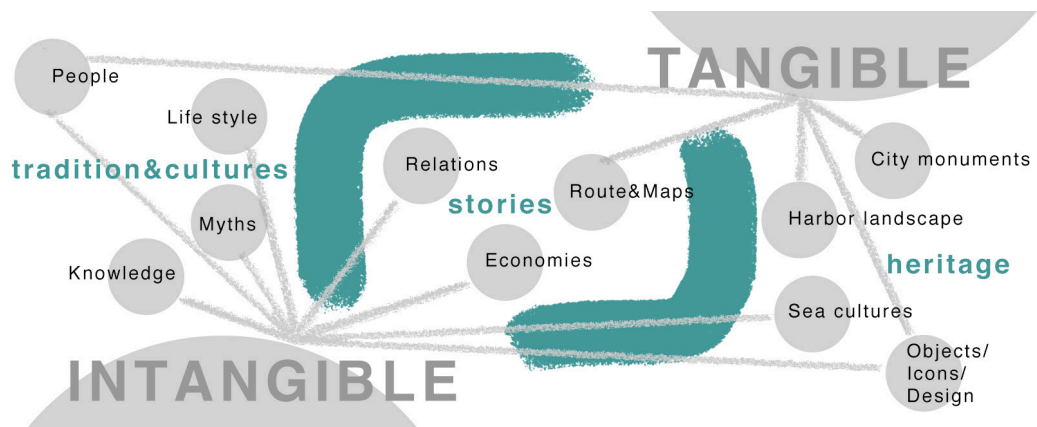 TANGIBLE
People
Life style
City monuments
tradition&cultures
Relations
Route&Maps
stories
Myths
Harbor landscape
Knowledge
Economies
heritage
Sea cultures
Objects/
Icons/
Design
INTANGIBLE